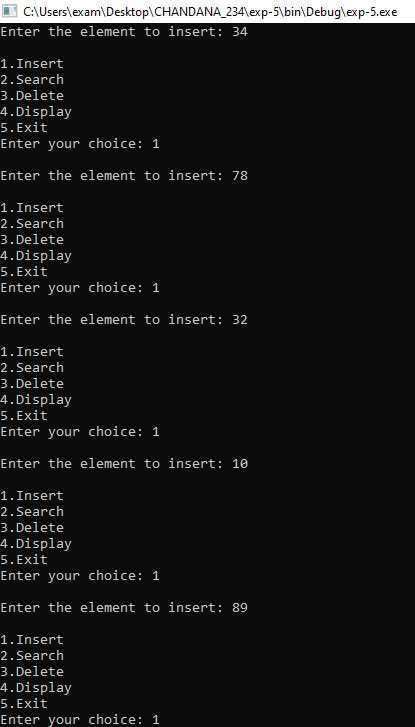 C:\Users\exam\Desktop\CHANDANA_234\exp-5\bin\Debug\exp-5.exe
Enter the element to insert: 34
1.Insert
2.Search
3.Delete
4.Display
5.Exit
Enter your choice: 1
Enter the element to insert: 78
1.Insert
2.Search
3.Delete
4.Display
5.Exit
Enter your choice: 1
Enter the element to insert: 32
1.Insert
2.Search
3.Delete
4.Display
5.Exit
Enter your choice: 1
Enter the element to insert: 10
1.Insert
2.Search
3.Delete
4.Display
5.Exit
Enter your choice: 1
Enter the element to insert: 89
1.Insert
2.Search
3.Delete
4.Display
5.Exit
Enter your choice: 1